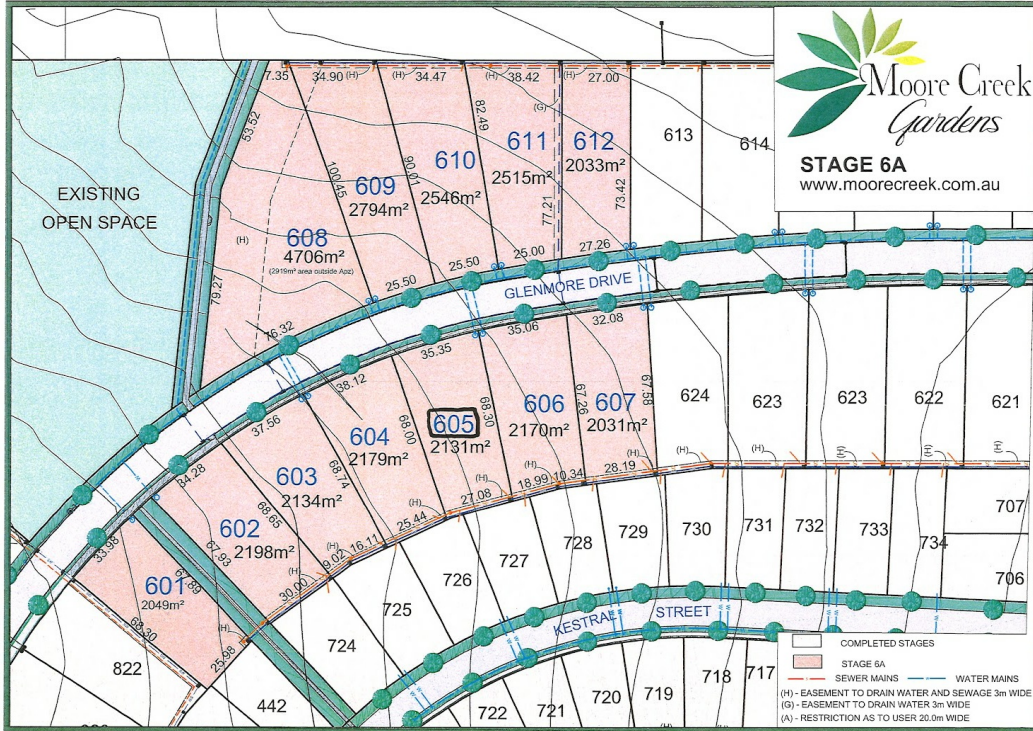 Moore Creek
Gardens
STAGE 6A
www.moorecreek.com.au
7.35
34.90
(H)
(H)
34.47
(H)
38.42
(H)
27.00
53.52
82.49
(G)
611
2515m²
612
2033m²
613
614
EXISTING
OPEN SPACE
100.45
609
2794m²
90.01
610
2546m²
77.21
73.42
(H)
608
4706m²
(2919m² area outside Apz)
79.27
25.50
25.50
25.00
27.26
GLENMORE DRIVE
76.32
35.35
35.06
32.08
38.12
37.56
34.28
33.98
604
2179m²
68.00
605
2131m²
68.30
606
2170m²
67.26
607
2031m²
67.58
624
623
623
622
621
603
2134m²
68.74
602
2198m²
68.65
67.93
601
2049m²
67.89
68.30
(H)
(H)
(H)
(H)
(H)
(H)
(H)
(H)
(H)
(H)
25.98
30.00
9.02
16.11
25.44
27.08
18.99
10.34
28.19
822
442
724
725
726
727
728
729
730
731
732
733
734
707
706
KESTRAL STREET
722
721
720
719
718
717
COMPLETED STAGES
STAGE 6A
SEWER MAINS
WATER MAINS
(H) - EASEMENT TO DRAIN WATER AND SEWAGE 3m WIDE
(G) - EASEMENT TO DRAIN WATER 3m WIDE
(A) - RESTRICTION AS TO USER 20.0m WIDE